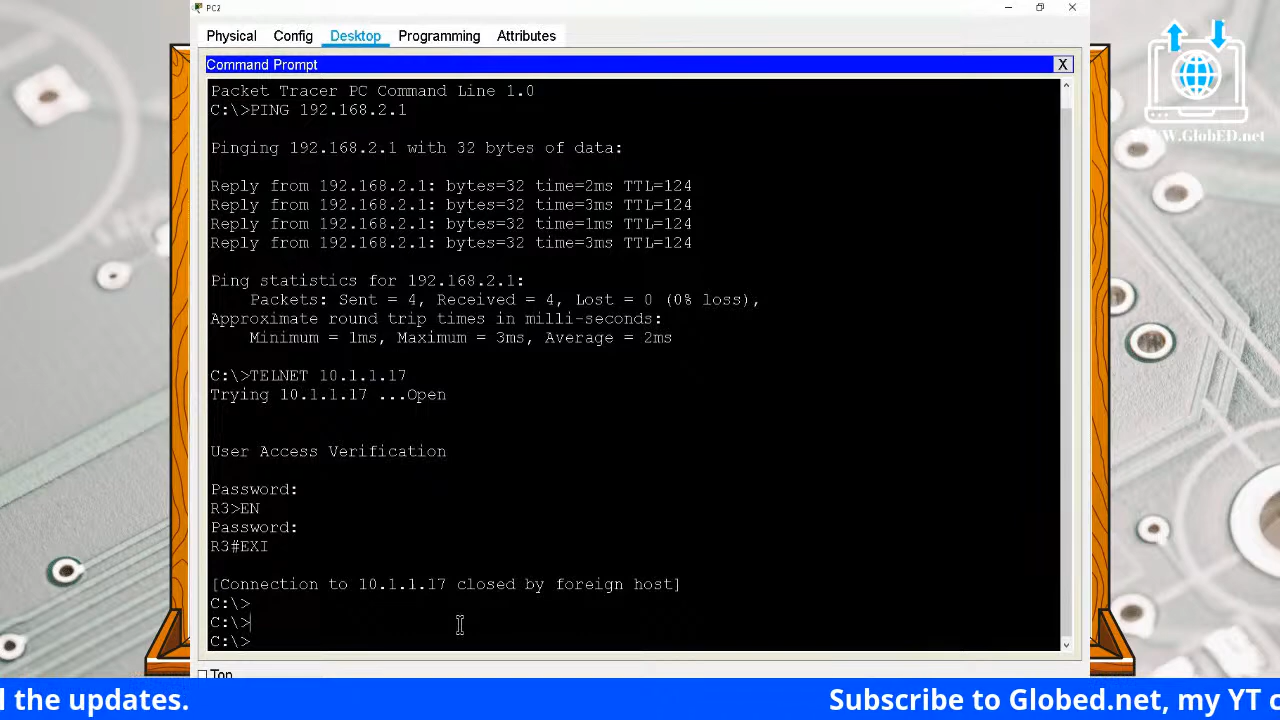 PC2
Physical Config Desktop Programming Attributes
Command Prompt X
Packet Tracer PC Command Line 1.0
C:\>PING 192.168.2.1
Pinging 192.168.2.1 with 32 bytes of data:
Reply from 192.168.2.1: bytes=32 time=2ms TTL=124
Reply from 192.168.2.1: bytes=32 time=3ms TTL=124
Reply from 192.168.2.1: bytes=32 time=1ms TTL=124
Reply from 192.168.2.1: bytes=32 time=3ms TTL=124
Ping statistics for 192.168.2.1:
Packets: Sent = 4, Received = 4, Lost = 0 (0% loss),
Approximate round trip times in milli-seconds:
Minimum = 1ms, Maximum = 3ms, Average = 2ms
C:\>TELNET 10.1.1.17
Trying 10.1.1.17 ...Open
User Access Verification
Password:
R3>EN
Password:
R3#EXI
[Connection to 10.1.1.17 closed by foreign host]
C:\>
C:\>
C:\>
Top
WWW.GlobED.net
l the updates.
Subscribe to Globed.net, my YT c